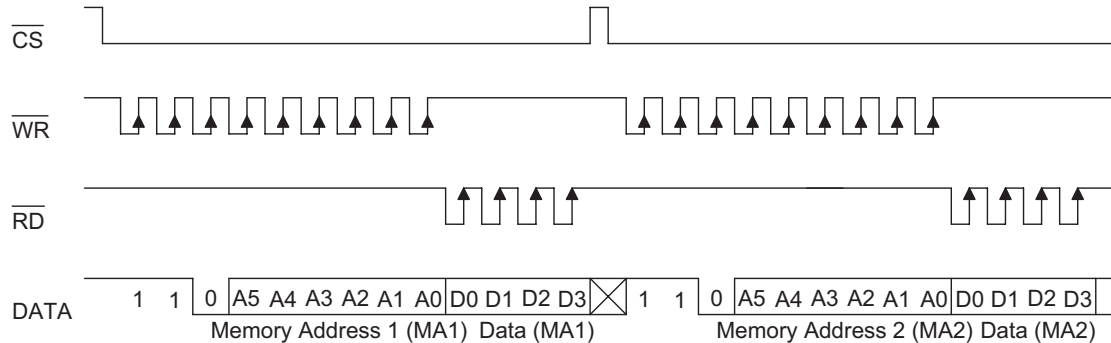 CS
WR
RD
DATA 1 1 0 A5 A4 A3 A2 A1 A0 D0 D1 D2 D3 1 1 0 A5 A4 A3 A2 A1 A0 D0 D1 D2 D3
Memory Address 1 (MA1) Data (MA1) Memory Address 2 (MA2) Data (MA2)